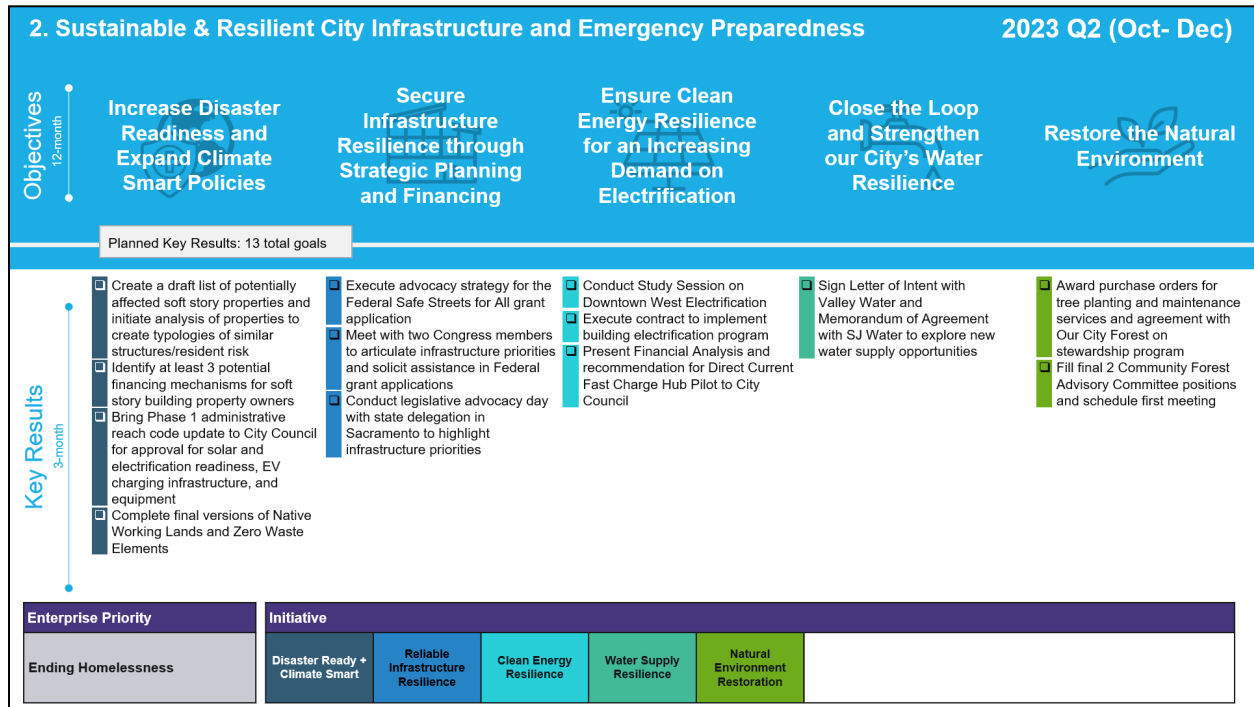 2. Sustainable & Resilient City Infrastructure and Emergency Preparedness
2023 Q2 (Oct- Dec)
Objectives
12-month
Increase Disaster
Readiness and
Expand Climate
Smart Policies
Secure
Infrastructure
Resilience through
Strategic Planning
and Financing
Ensure Clean
Energy Resilience
for an Increasing
Demand on
Electrification
Close the Loop
and Strengthen
our City's Water
Resilience
Restore the Natural
Environment
Planned Key Results: 13 total goals
Key Results
3-month
Create a draft list of potentially
affected soft story properties and
initiate analysis of properties to
create typologies of similar
structures/resident risk
Identify at least 3 potential
financing mechanisms for soft
story building property owners
Bring Phase 1 administrative
reach code update to City Council
for approval for solar and
electrification readiness, EV
charging infrastructure, and
equipment
Complete final versions of Native
Working Lands and Zero Waste
Elements
Execute advocacy strategy for the
Federal Safe Streets for All grant
application
Meet with two Congress members
to articulate infrastructure priorities
and solicit assistance in Federal
grant applications
Conduct legislative advocacy day
with state delegation in
Sacramento to highlight
infrastructure priorities
Conduct Study Session on
Downtown West Electrification
Execute contract to implement
building electrification program
Present Financial Analysis and
recommendation for Direct Current
Fast Charge Hub Pilot to City
Council
Sign Letter of Intent with
Valley Water and
Memorandum of Agreement
with SJ Water to explore new
water supply opportunities
Award purchase orders for
tree planting and maintenance
services and agreement with
Our City Forest on
stewardship program
Fill final 2 Community Forest
Advisory Committee positions
and schedule first meeting
Enterprise Priority
Initiative
Ending Homelessness
Disaster Ready +
Climate Smart
Reliable
Infrastructure
Resilience
Clean Energy
Resilience
Water Supply
Resilience
Natural
Environment
Restoration